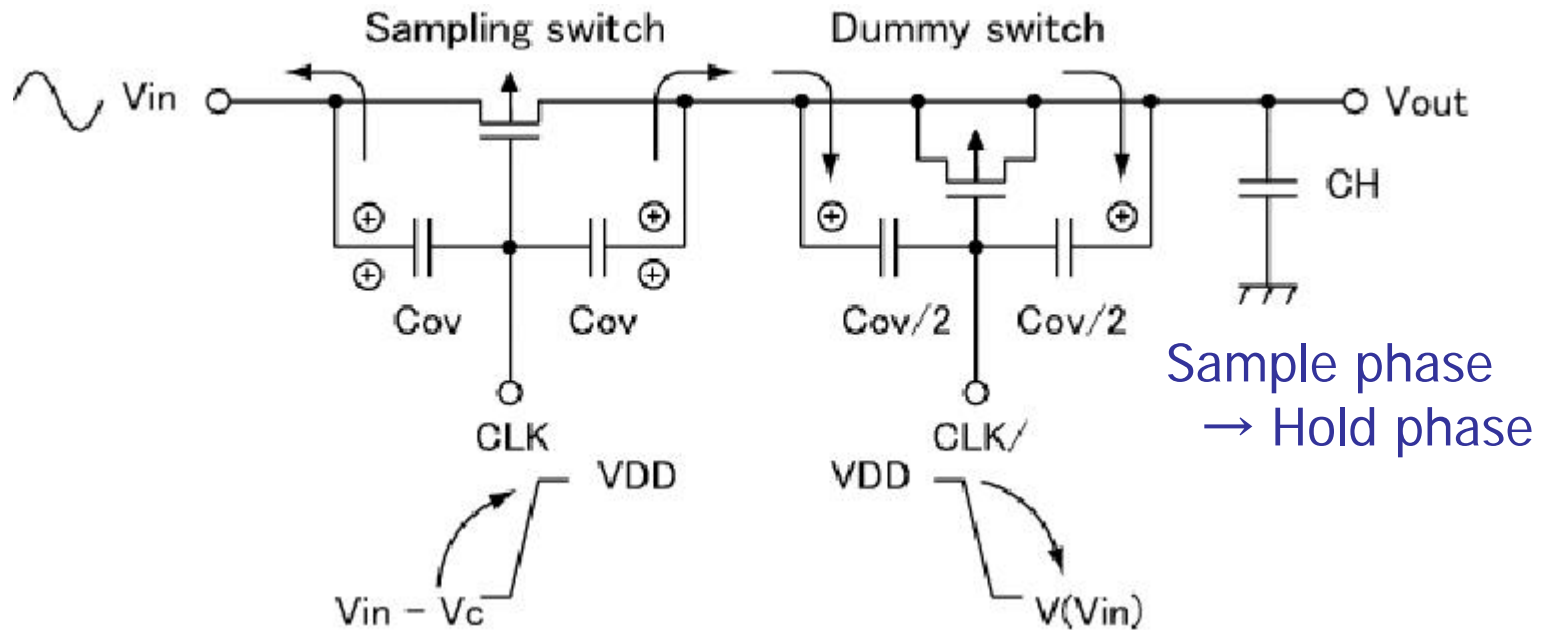 Sampling switch
Dummy switch
Vin
Vout
CH
Cov
Cov
Cov/2
Cov/2
Sample phase
→ Hold phase
CLK
CLK/
VDD
VDD
Vin - Vc
V(Vin)